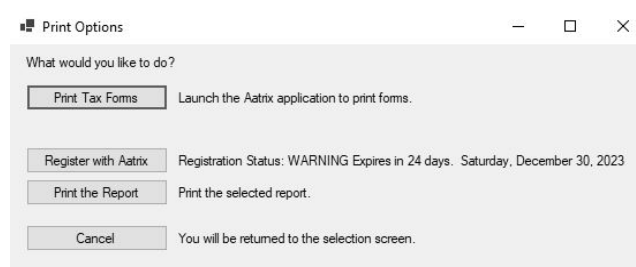 Print Options
What would you like to do?
Print Tax Forms Launch the Aatrix application to print forms.
Register with Aatrix Registration Status: WARNING Expires in 24 days. Saturday, December 30, 2023
Print the Report Print the selected report.
Cancel You will be returned to the selection screen.